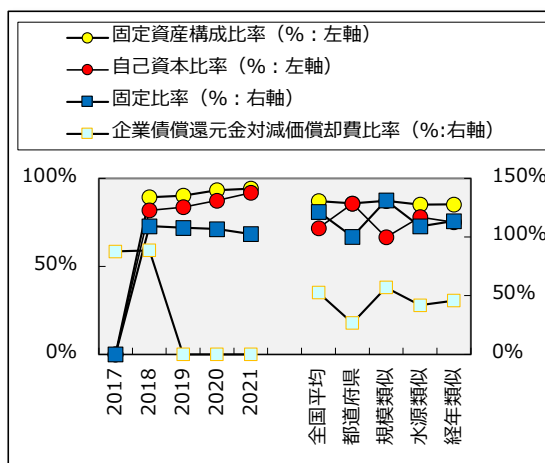 固定資産構成比率（%：左軸）
自己資本比率（%：左軸）
固定比率（%：右軸）
企業債償還元金対減価償却費比率（%:右軸）
100% 150%
100%
50%
50%
0% 0%
2017 2018 2019 2020 2021 全国平均 都道府県 規模類似 水源類似 経年類似